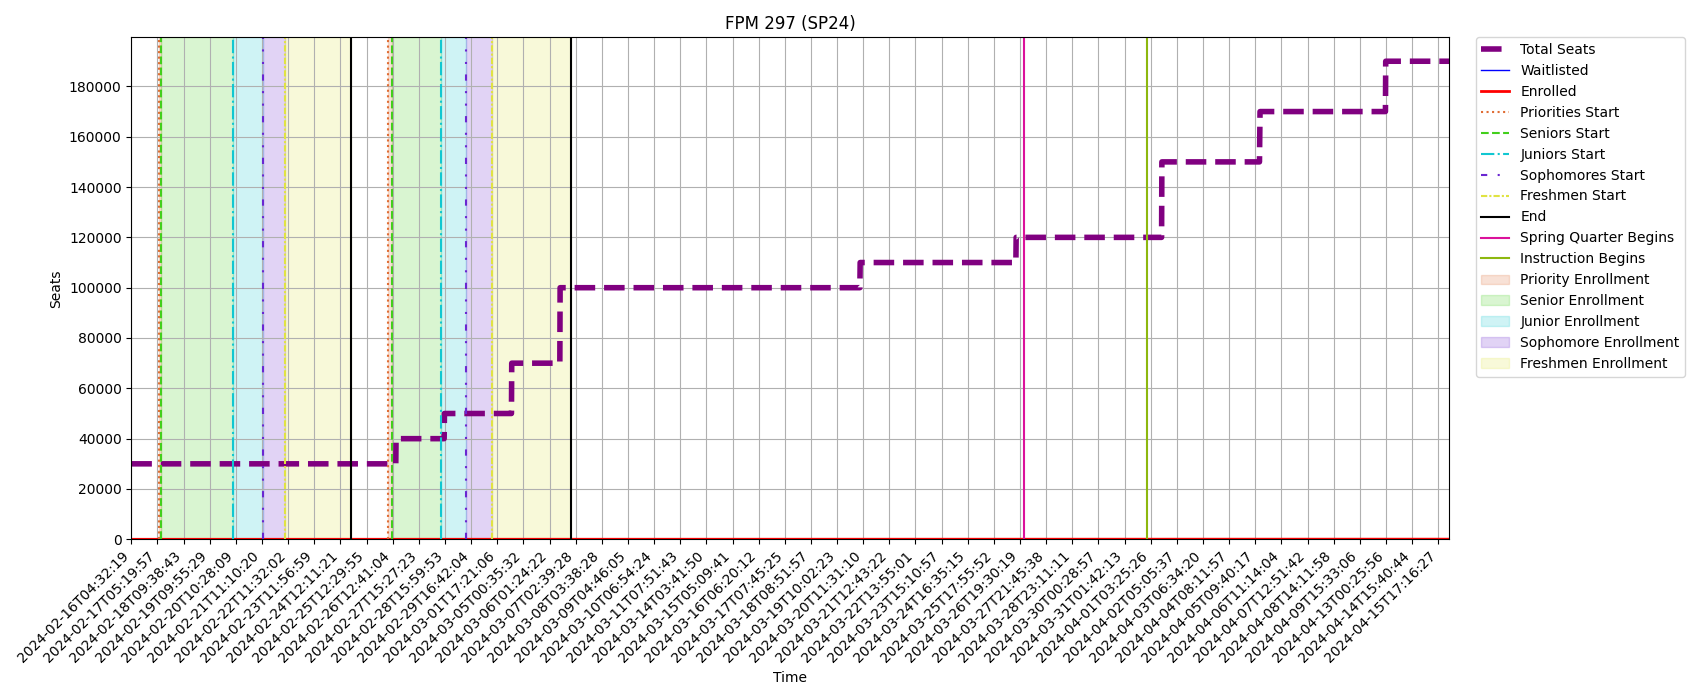 FPM 297 (SP24)
Seats
180000
160000
140000
120000
100000
80000
60000
40000
20000
0
2024-02-16T04:32:19
2024-02-17T05:19:57
2024-02-18T09:38:43
2024-02-19T09:55:29
2024-02-20T10:28:09
2024-02-21T11:10:20
2024-02-22T11:32:02
2024-02-23T11:56:59
2024-02-24T12:11:21
2024-02-25T12:29:55
2024-02-26T12:41:04
2024-02-27T15:27:23
2024-02-28T15:59:53
2024-02-29T16:42:04
2024-03-01T17:21:06
2024-03-05T00:35:32
2024-03-06T01:24:22
2024-03-07T02:39:28
2024-03-08T03:38:28
2024-03-09T04:46:05
2024-03-10T06:54:24
2024-03-11T07:51:43
2024-03-14T03:41:50
2024-03-15T05:09:41
2024-03-16T06:20:12
2024-03-17T07:45:25
2024-03-18T08:51:57
2024-03-19T10:02:23
2024-03-20T11:31:10
2024-03-21T12:43:22
2024-03-22T13:55:01
2024-03-23T15:10:57
2024-03-24T16:35:15
2024-03-25T17:55:52
2024-03-26T19:30:19
2024-03-27T21:45:38
2024-03-28T23:11:11
2024-03-30T00:28:57
2024-03-31T01:42:13
2024-04-01T03:25:26
2024-04-02T05:05:37
2024-04-03T06:34:20
2024-04-04T08:11:57
2024-04-05T09:40:17
2024-04-06T11:14:04
2024-04-07T12:51:42
2024-04-08T14:11:58
2024-04-09T15:33:06
2024-04-13T00:25:56
2024-04-14T15:40:44
2024-04-15T17:16:27
Time
Total Seats
Waitlisted
Enrolled
Priorities Start
Seniors Start
Juniors Start
Sophomores Start
Freshmen Start
End
Spring Quarter Begins
Instruction Begins
Priority Enrollment
Senior Enrollment
Junior Enrollment
Sophomore Enrollment
Freshmen Enrollment